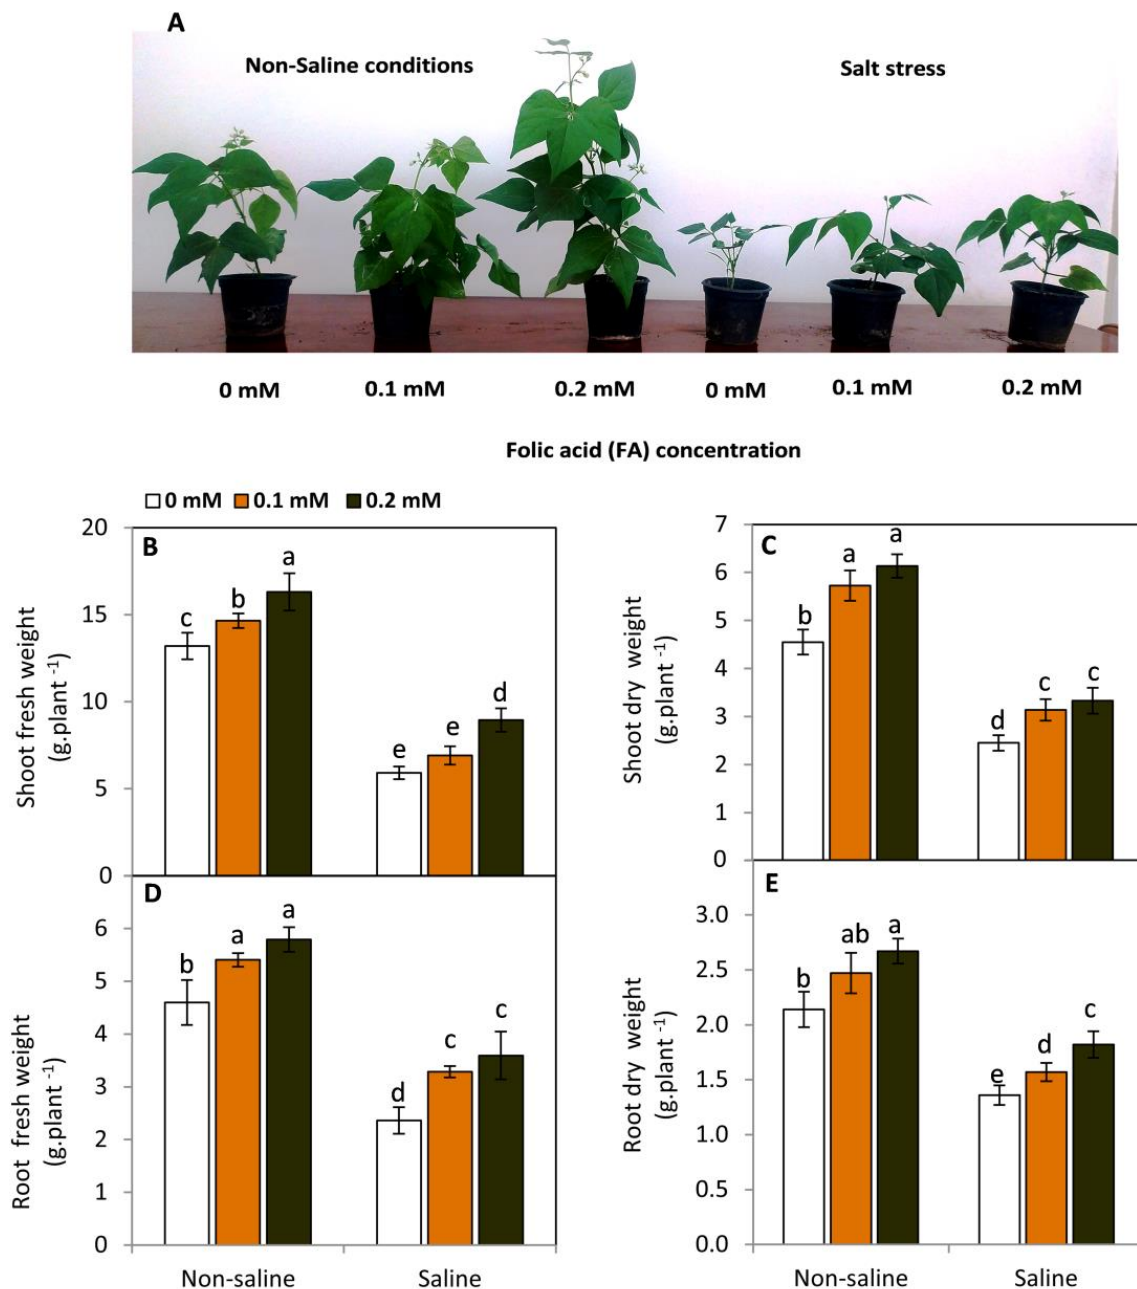 A
Non-Saline conditions
Salt stress
0 mM 0.1 mM 0.2 mM 0 mM 0.1 mM 0.2 mM
Folic acid (FA) concentration
0 mM 0.1 mM 0.2 mM
B
Shoot fresh weight
(g.plant -1)
20
15
10
5
0
c b a e e d
C
Shoot dry weight
(g.plant -1)
7
6
5
4
3
2
1
0
b a a d c c
D
Root fresh weight
(g.plant -1)
6
5
4
3
2
1
0
b a a d c c
Non-saline Saline
E
Root dry weight
(g.plant -1)
3.0
2.5
2.0
1.5
1.0
0.5
0.0
b ab a e d c
Non-saline Saline